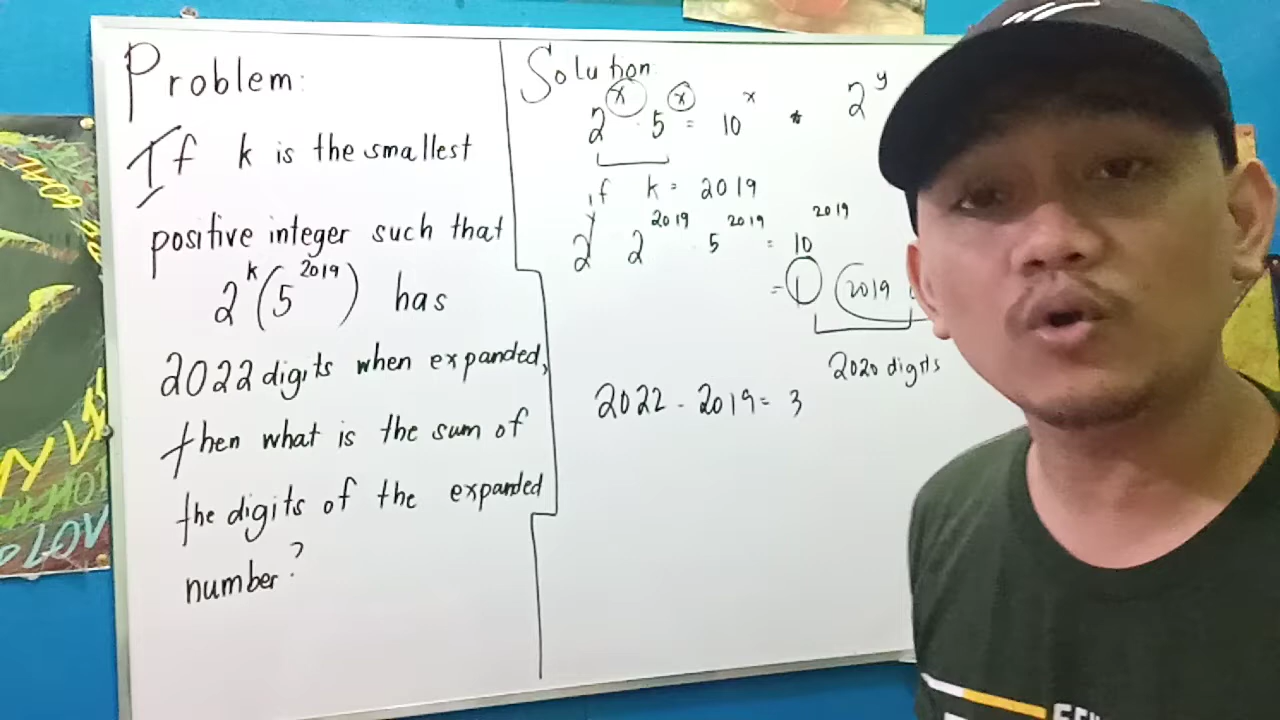 Problem:
If k is the smallest
positive integer such that
2^k(5^2019) has
2022 digits when expanded,
then what is the sum of
the digits of the expanded
number?
Solution
2^x · 5^x = 10^x * 2^y
if k = 2019
2^y 2^2019 · 5^2019 = 10^2019
= 1 (2019
2020 digits
2022 - 2019 = 3
GOAL